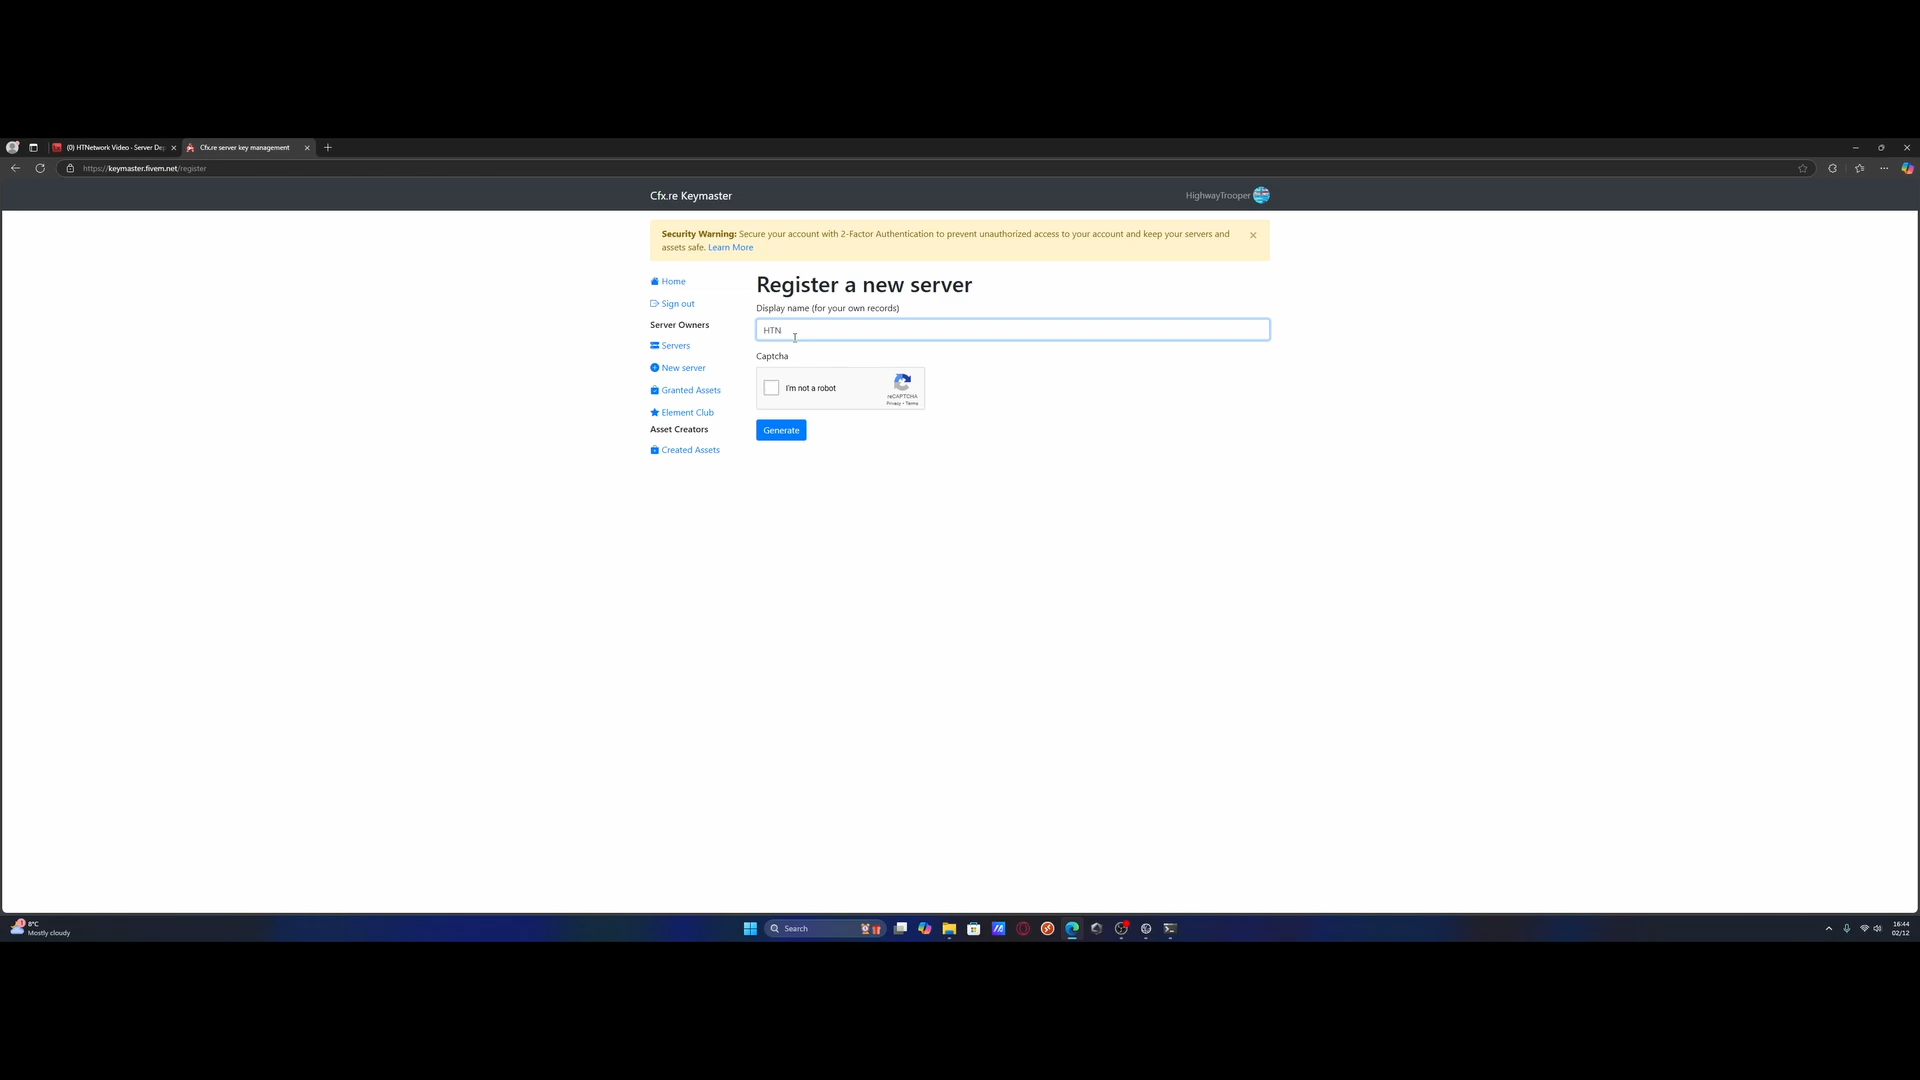 (0) HTNetwork Video - Server Dep
Cfx.re server key management
https://keymaster.fivem.net/register
Cfx.re Keymaster
HighwayTrooper
Security Warning: Secure your account with 2-Factor Authentication to prevent unauthorized access to your account and keep your servers and
assets safe. Learn More
Home
Sign out
Server Owners
Servers
New server
Granted Assets
Element Club
Asset Creators
Created Assets
Register a new server
Display name (for your own records)
HTN
Captcha
I'm not a robot
reCAPTCHA
Privacy - Terms
Generate
8°C
Mostly cloudy
Search
16:44
02/12